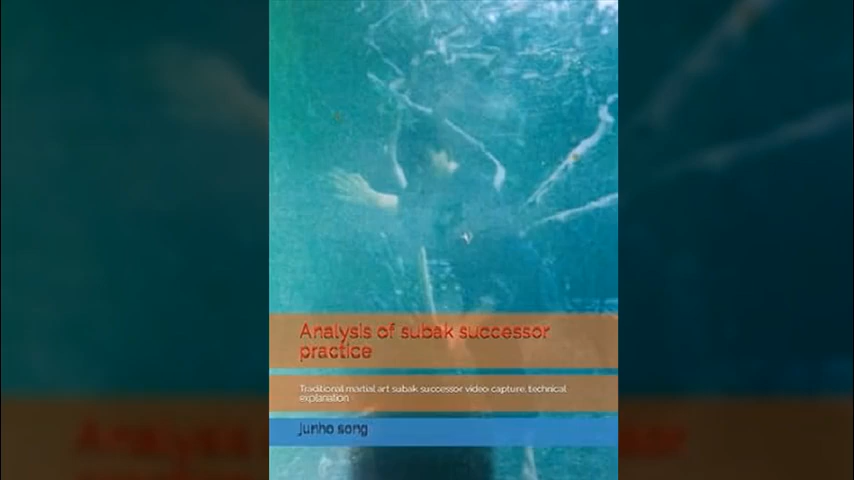 Analysis of subak successor
practice
Traditional martial art subak successor video capture, technical
explanation
junho song